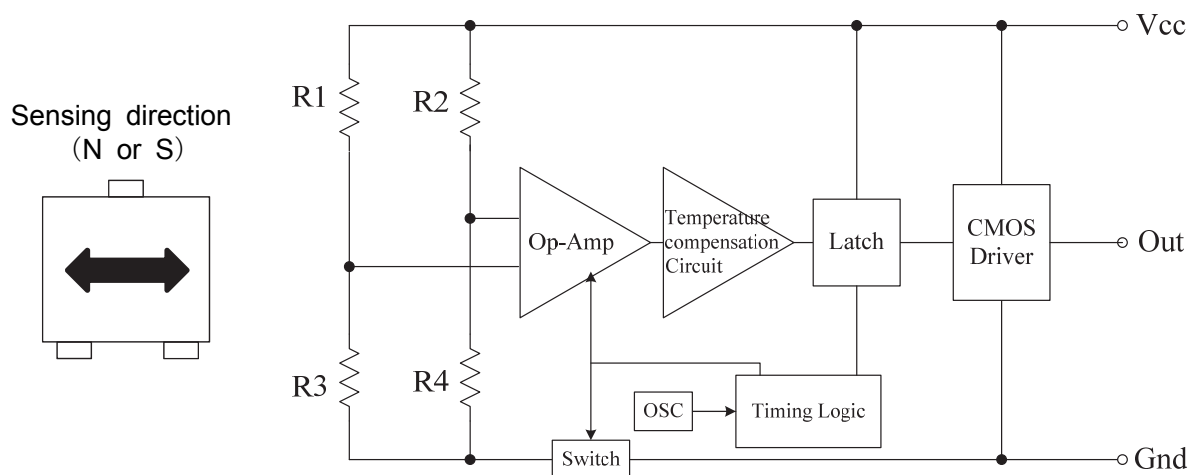 Sensing direction
（N or S）
R1
R2
R3
R4
Op-Amp
Temperature
compensation
Circuit
Latch
CMOS
Driver
OSC
Timing Logic
Switch
Vcc
Out
Gnd